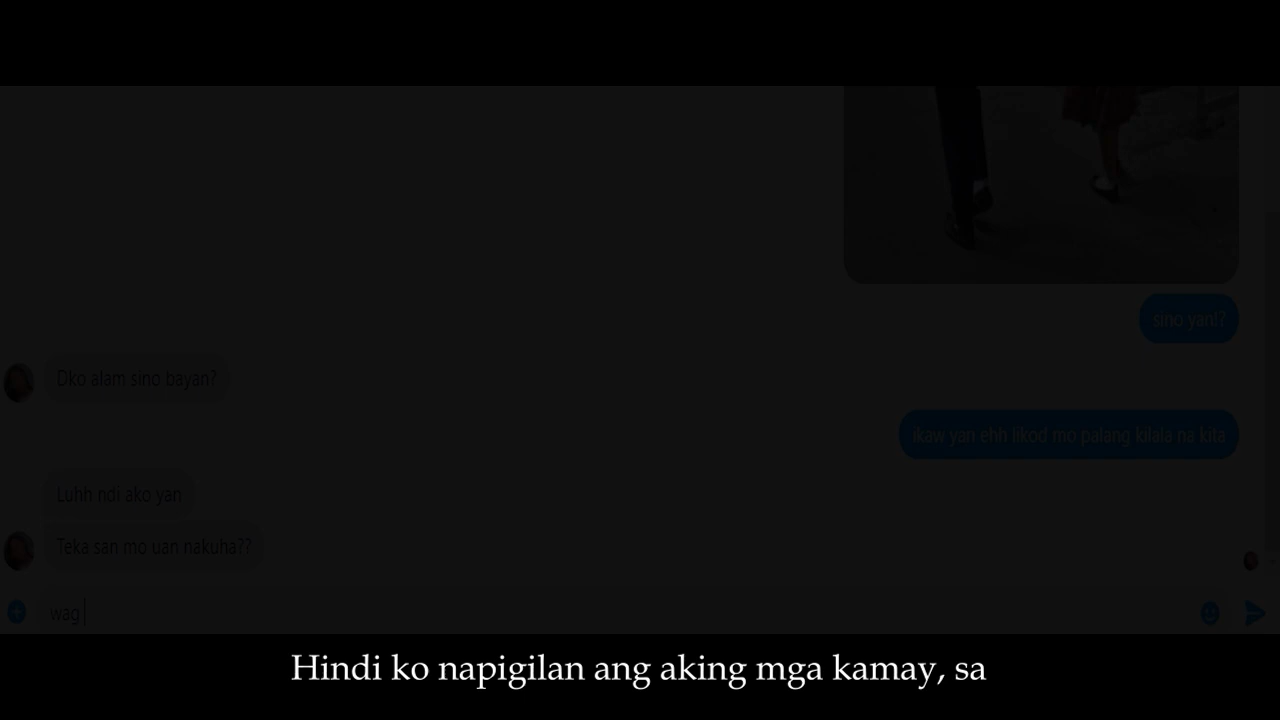 sino yan!?
Dko alam sino bayan?
ikaw yan ehh likod mo palang kilala na kita
Luhh ndi ako yan
Teka san mo uan nakuha??
wag
Hindi ko napigilan ang aking mga kamay, sa